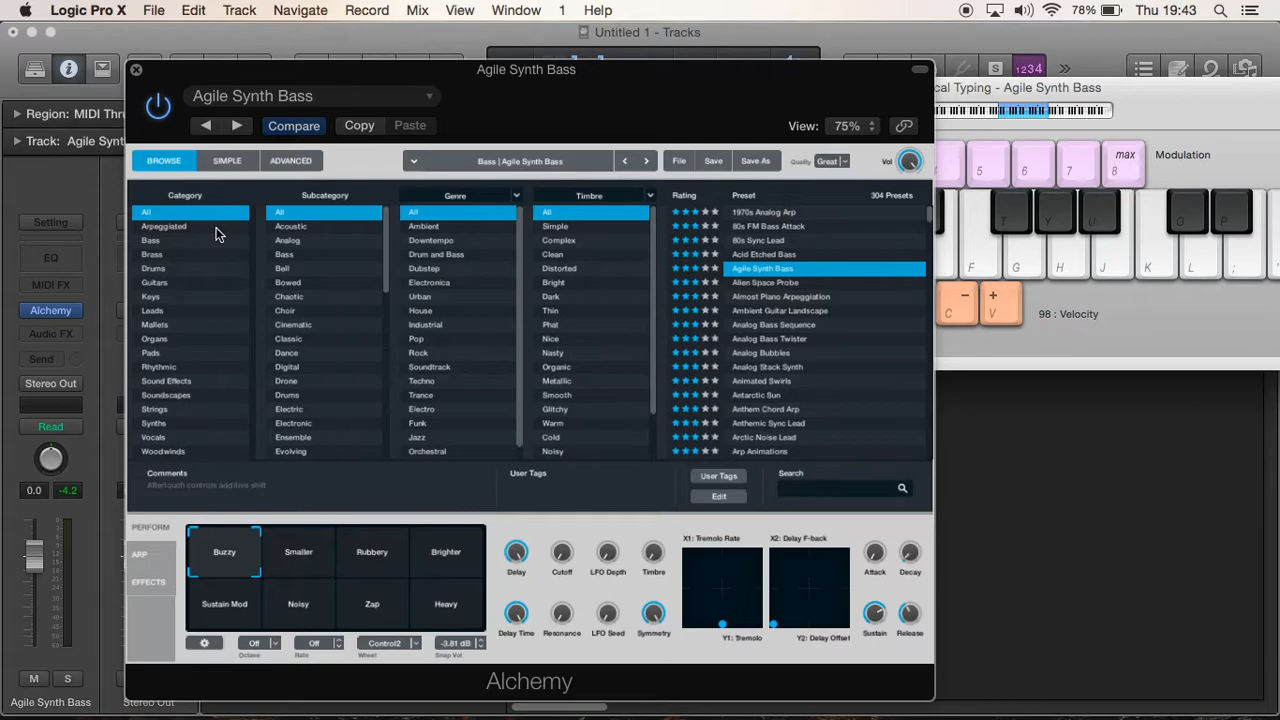 Logic Pro X File Edit Track Navigate Record Mix View Window 1 Help 78% Thu 19:43
Untitled 1 - Tracks
S 1234
Region: MIDI Thru
Track: Agile Synth Bass
Setting
EQ
MIDI FX
Alchemy
Audio FX
Send
Stereo Out
Read
0.0 -4.2
M S
Agile Synth Bass Stereo Out
Agile Synth Bass
Agile Synth Bass
Compare Copy Paste View: 75%
BROWSE SIMPLE ADVANCED Bass | Agile Synth Bass File Save Save As Quality Great Vol
Category Subcategory Genre Timbre Rating Preset 304 Presets
All All All All 1970s Analog Arp
Arpeggiated Acoustic Ambient Simple 80s FM Bass Attack
Bass Analog Downtempo Complex 80s Sync Lead
Brass Bass Drum and Bass Clean Acid Etched Bass
Drums Bell Dubstep Distorted Agile Synth Bass
Guitars Bowed Electronica Bright Alien Space Probe
Keys Chaotic Urban Dark Almost Piano Arpeggiation
Leads Choir House Thin Ambient Guitar Landscape
Mallets Cinematic Industrial Phat Analog Bass Sequence
Organs Classic Pop Nice Analog Bass Twister
Pads Dance Rock Nasty Analog Bubbles
Rhythmic Digital Soundtrack Organic Analog Stack Synth
Sound Effects Drone Techno Metallic Animated Swirls
Soundscapes Drums Trance Smooth Antarctic Sun
Strings Electric Electro Glitchy Anthem Chord Arp
Synths Electronic Funk Warm Anthemic Sync Lead
Vocals Ensemble Jazz Cold Arctic Noise Lead
Woodwinds Evolving Orchestral Noisy Arp Animations
Comments User Tags User Tags Search
Aftertouch controls additive shift
Edit
PERFORM
ARP
EFFECTS
Buzzy Smaller Rubbery Brighter
Sustain Mod Noisy Zap Heavy
Off Off Control2 -3.81 dB
Octave Rate Wheel Snap Vol
Delay Cutoff LFO Depth Timbre
Delay Time Resonance LFO Seed Symmetry
X1: Tremolo Rate X2: Delay F-back
Y1: Tremolo Y2: Delay Offset
Attack Decay
Sustain Release
Alchemy
cal Typing - Agile Synth Bass
5 6 7 max 8 Modulation
T Y U O P
F G H J K L ;
C − + V 98 : Velocity